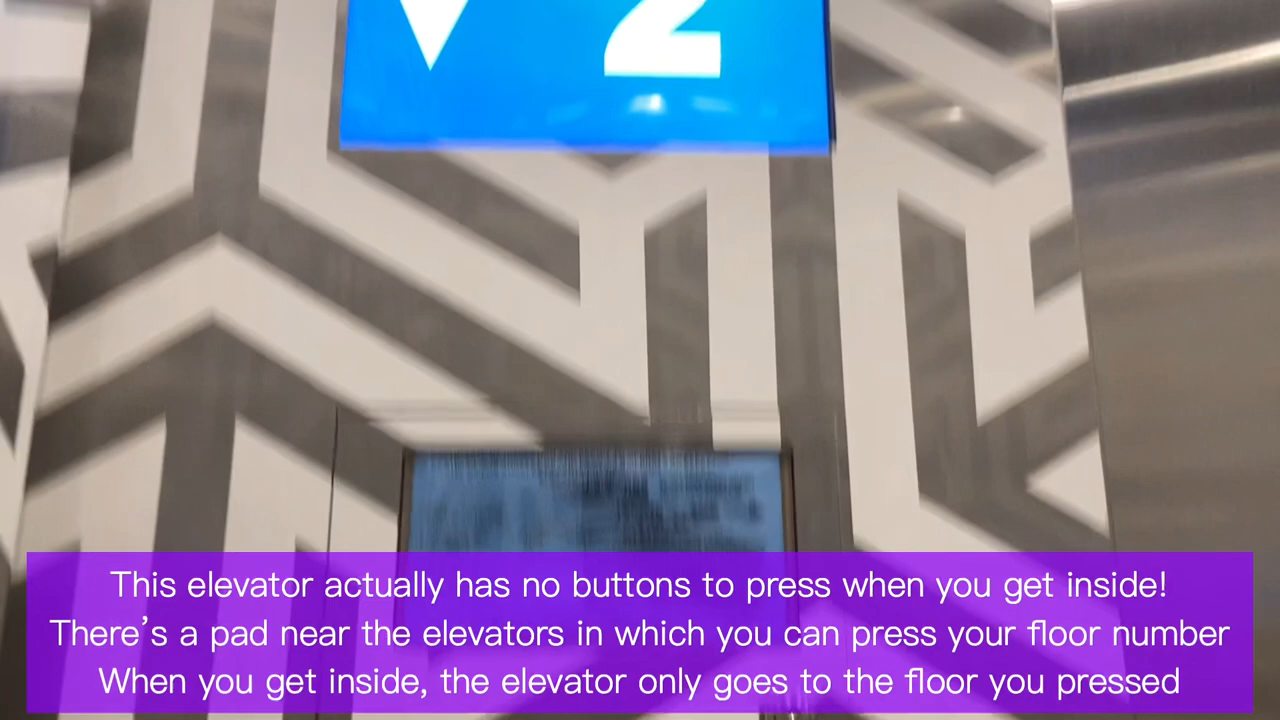 2
This elevator actually has no buttons to press when you get inside!
There's a pad near the elevators in which you can press your floor number
When you get inside, the elevator only goes to the floor you pressed